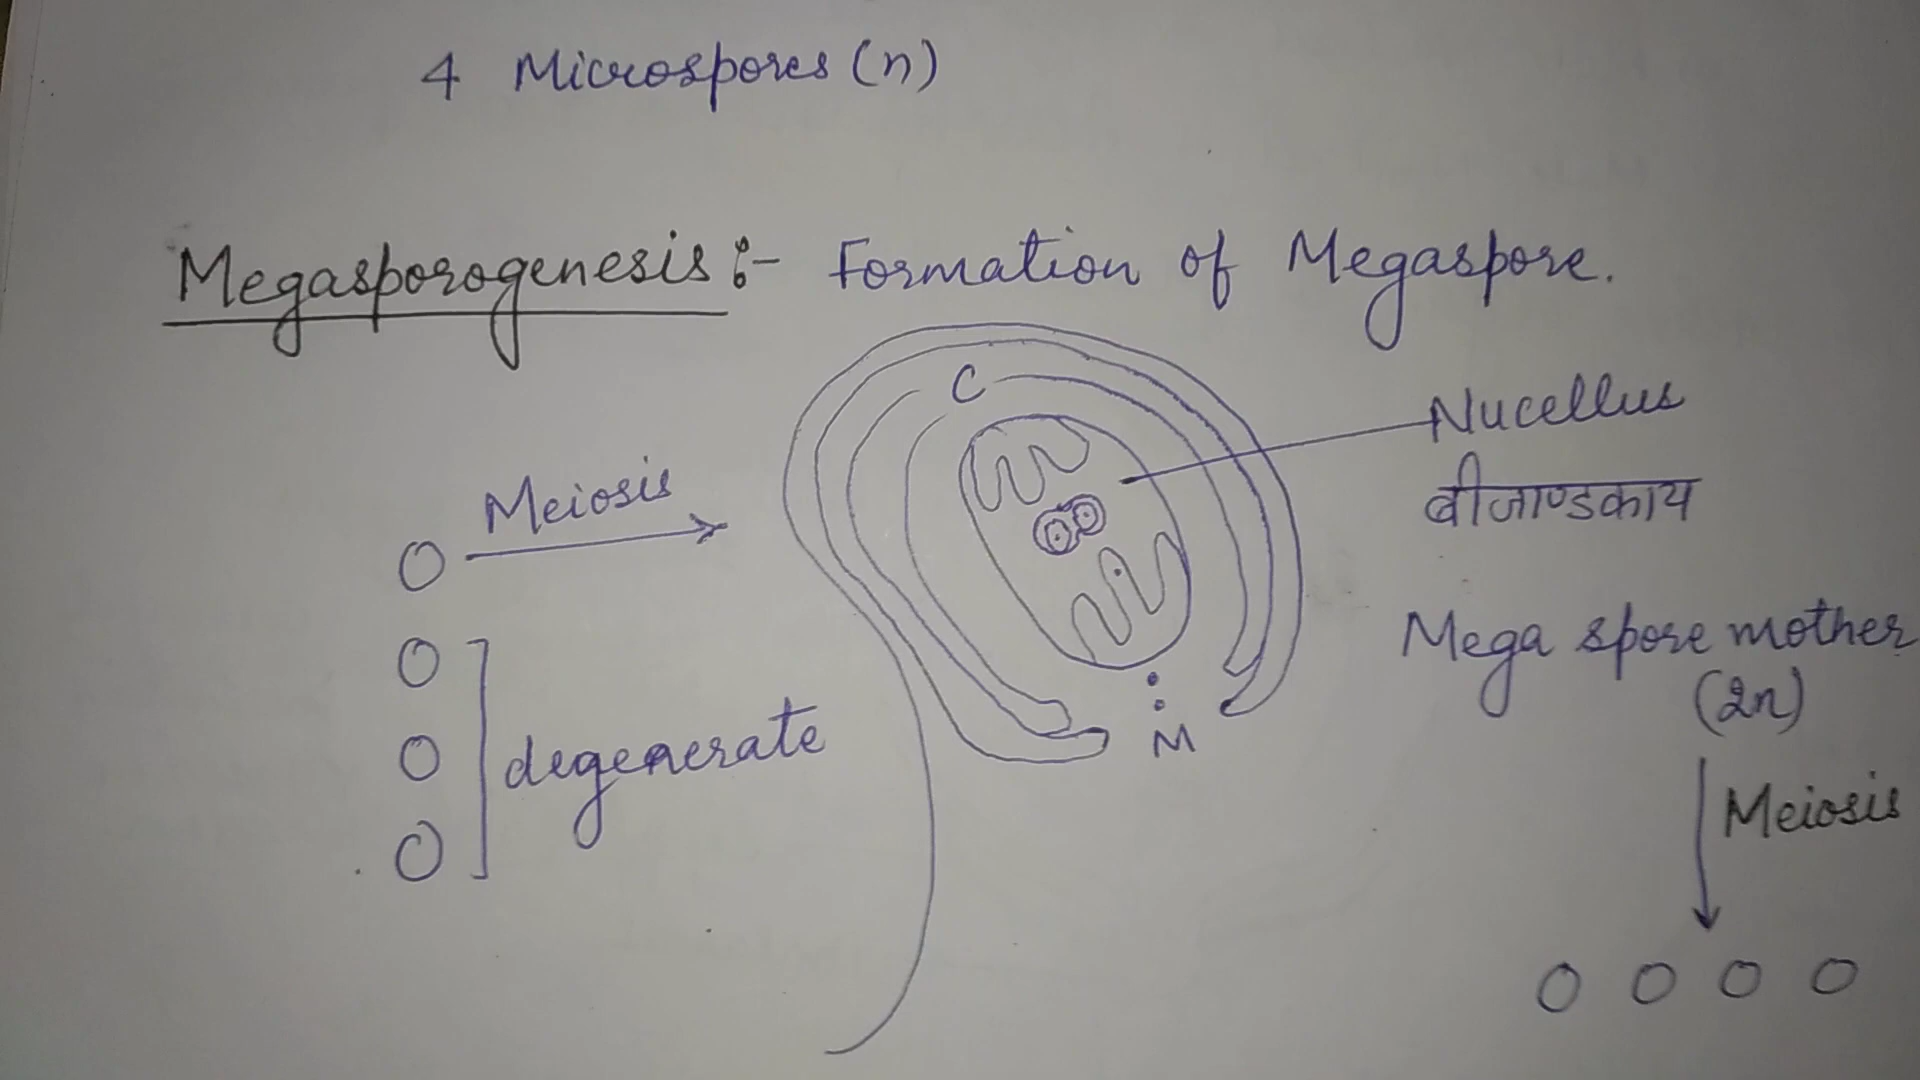 4 Microspores (n)
Megasporogenesis :- Formation of Megaspore.
C
Nucellus
बीजाण्डकाय
Meiosis
Mega spore mother
(2n)
degenerate
M
Meiosis